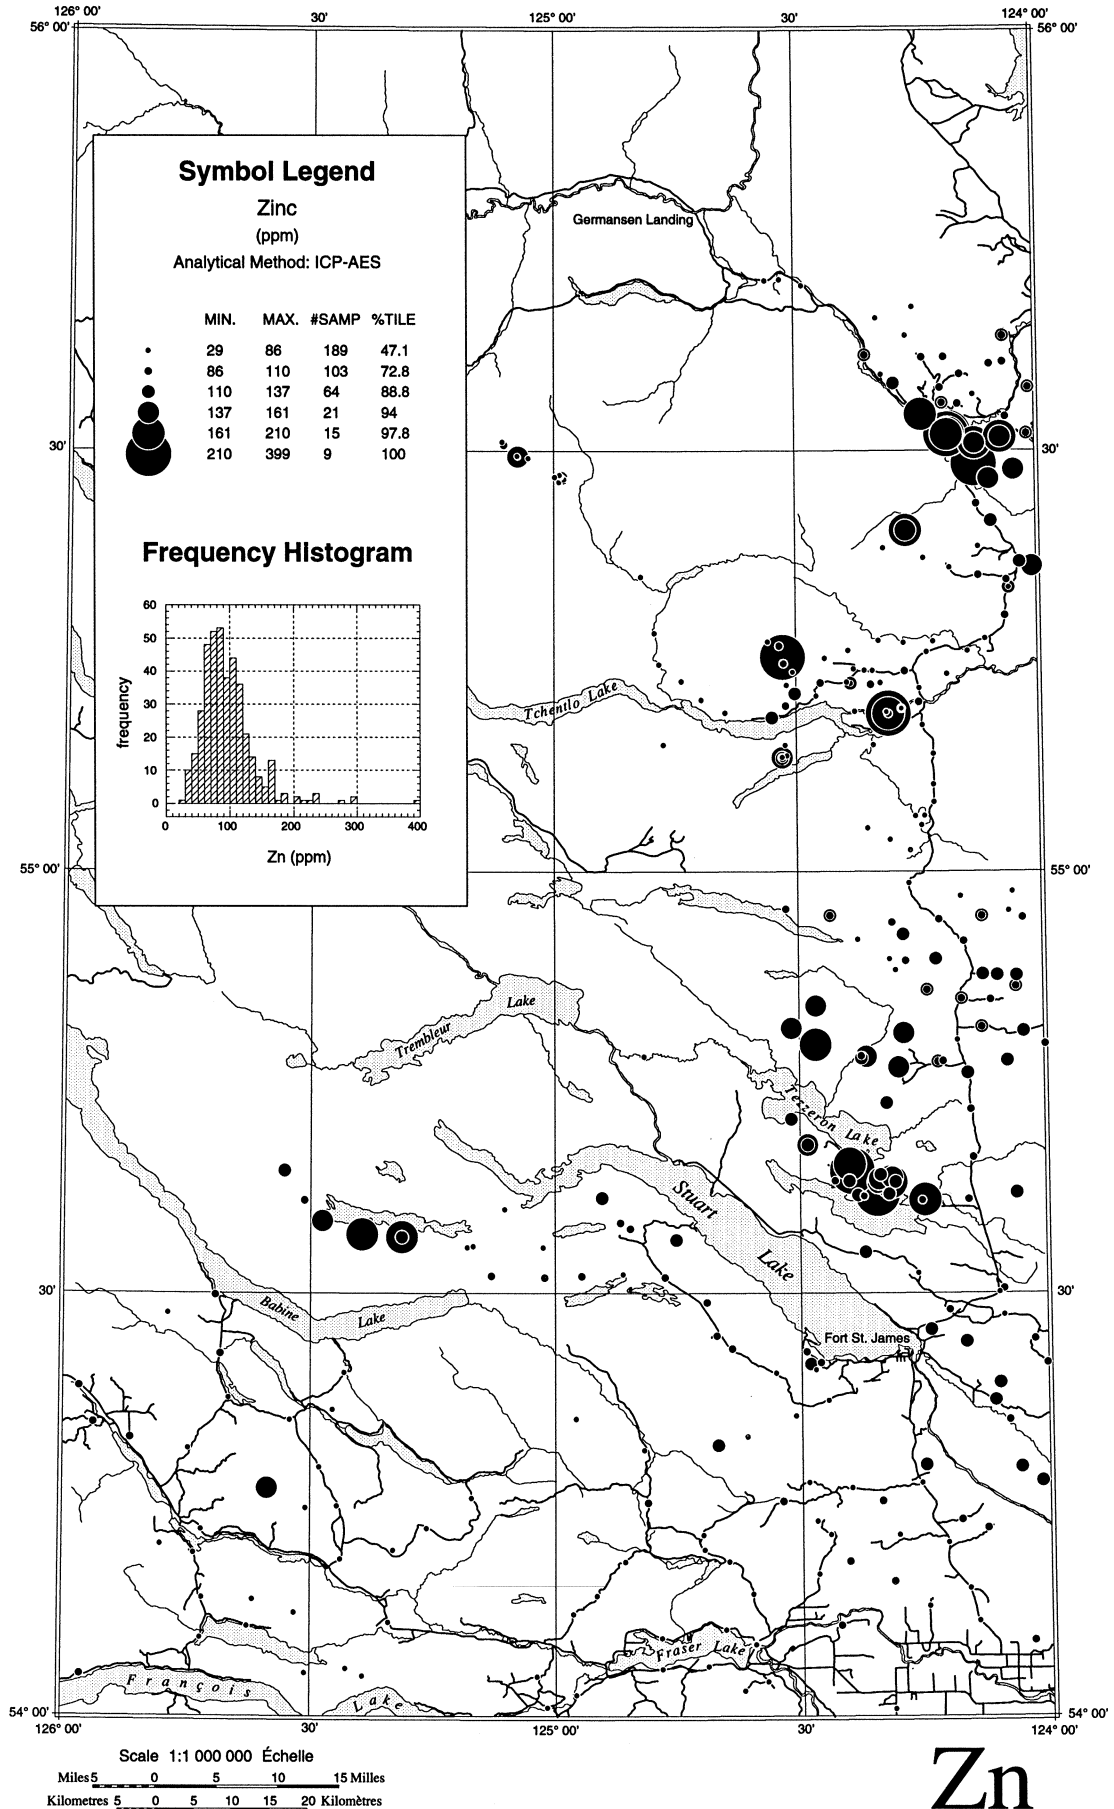 126° 00' 30' 125° 00' 30' 124° 00'
56° 00' 56° 00'
Symbol Legend
Zinc
(ppm)
Analytical Method: ICP-AES
MIN. MAX. #SAMP %TILE
29 86 189 47.1
86 110 103 72.8
110 137 64 88.8
137 161 21 94
161 210 15 97.8
210 399 9 100
Germansen Landing
30' 30'
Frequency Histogram
60
50
40
30
20
10
0
frequency
0 100 200 300 400
Zn (ppm)
Tchentlo Lake
55° 00' 55° 00'
Trembleur Lake
Tezzeron Lake
Stuart Lake
30' 30'
Babine Lake
Fort St. James
Fraser Lake
François Lake
54° 00' 54° 00'
126° 00' 30' 125° 00' 30' 124° 00'
Scale 1:1 000 000 Échelle
Miles 5 0 5 10 15 Milles
Kilometres 5 0 5 10 15 20 Kilomètres
Zn